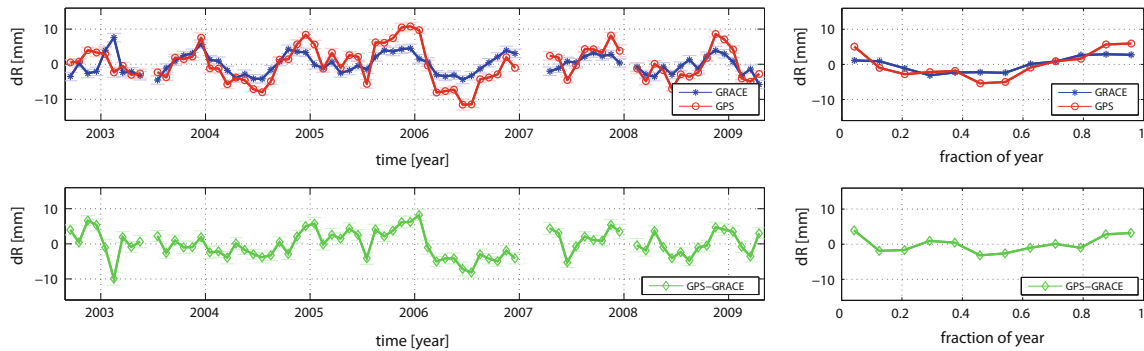 dR [mm]
10
0
−10
GRACE
GPS
2003 2004 2005 2006 2007 2008 2009
time [year]
dR [mm]
10
0
−10
GRACE
GPS
0 0.2 0.4 0.6 0.8 1
fraction of year
dR [mm]
10
0
−10
GPS−GRACE
2003 2004 2005 2006 2007 2008 2009
time [year]
dR [mm]
10
0
−10
GPS−GRACE
0 0.2 0.4 0.6 0.8 1
fraction of year